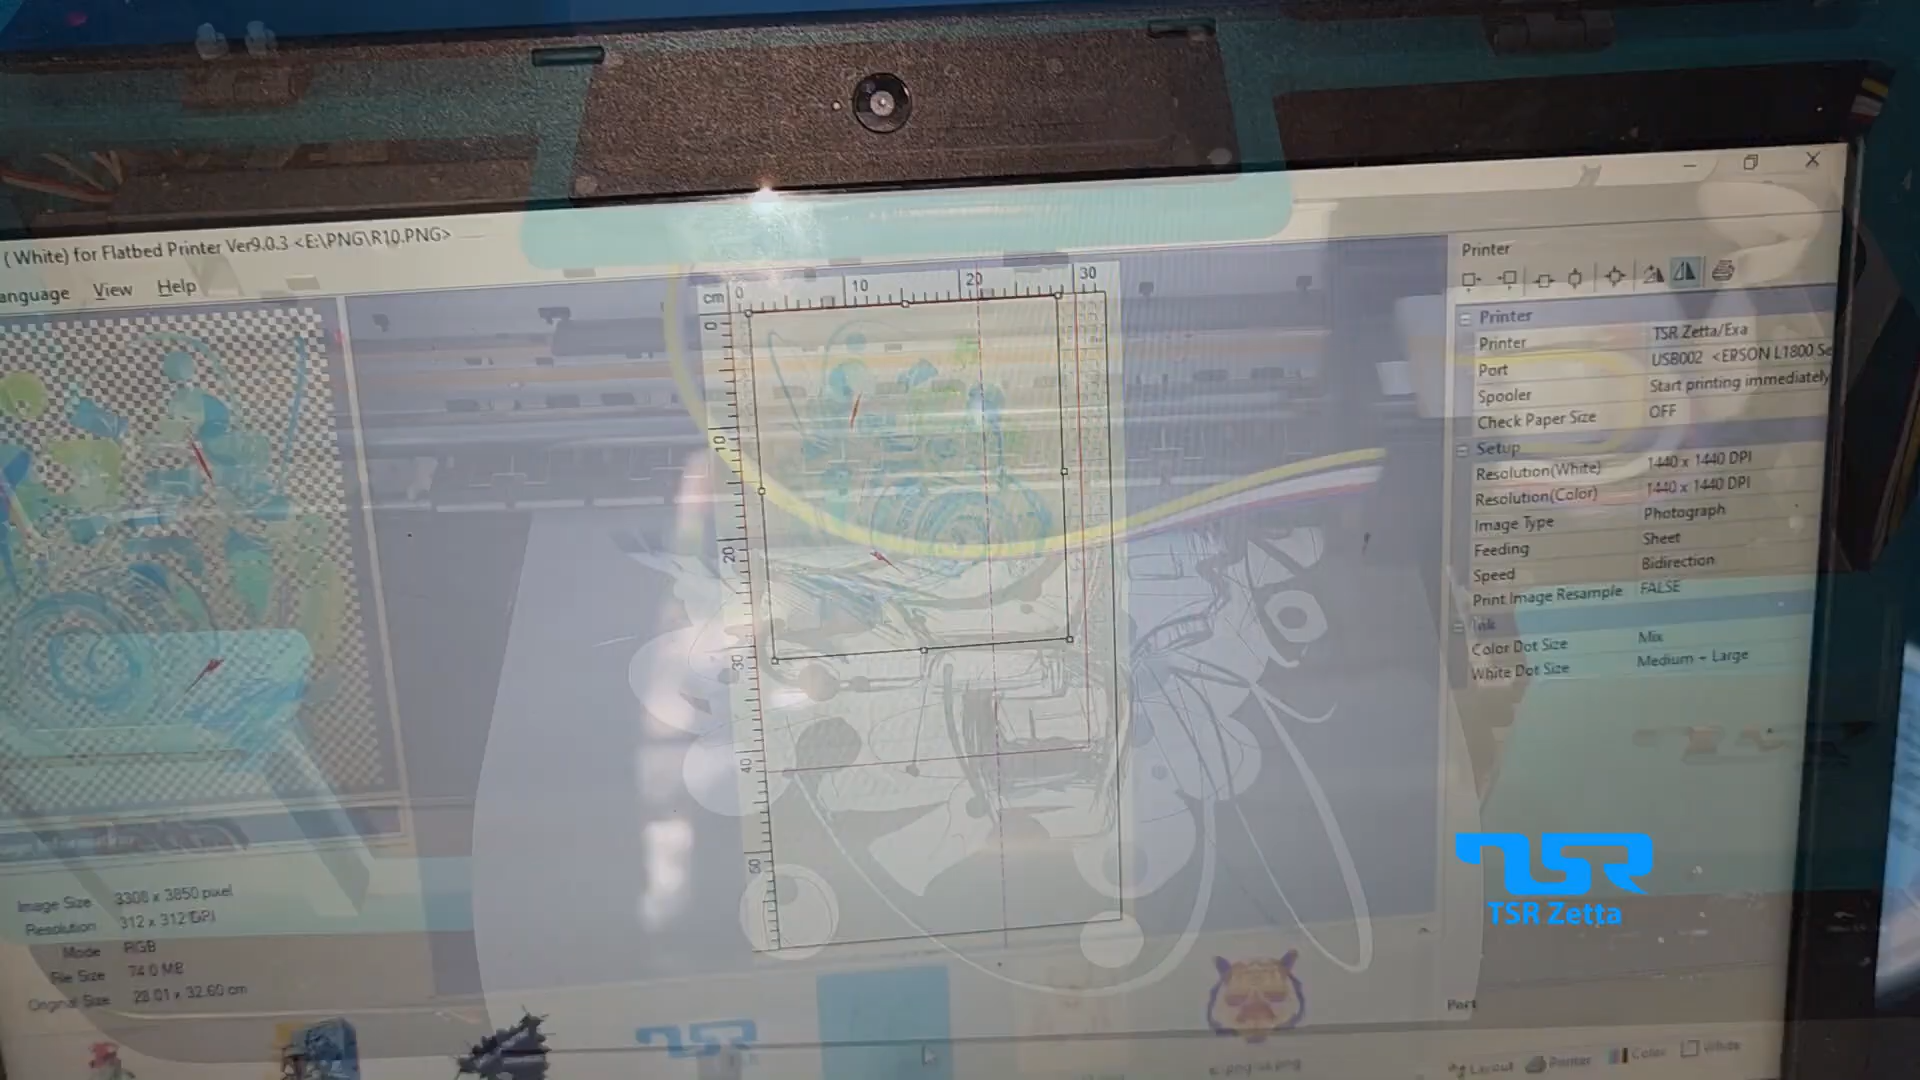 ( White) for Flatbed Printer Ver9.0.3 <E:\PNG\R10.PNG>
anguage View Help
cm 0 10 20 30
0
10
20
30
40
50
Printer
Printer
Printer TSR Zetta/Exa
Port USB002 <ERSON L1800 Se
Spooler Start printing immediately
Check Paper Size OFF
Setup
Resolution(White) 1440 x 1440 DPI
Resolution(Color) 1440 x 1440 DPI
Image Type Photograph
Feeding Sheet
Speed Bidirection
Print Image Resample FALSE
Ink
Color Dot Size Mix
White Dot Size Medium + Large
Image Size 3308 x 3850 pixel
Resolution 312 x 312 DPI
Mode RGB
File Size 74.0 MB
Original Size 28.01 x 32.60 cm
TSR
TSR Zetta
TSR
Port
Layout Printer Color White